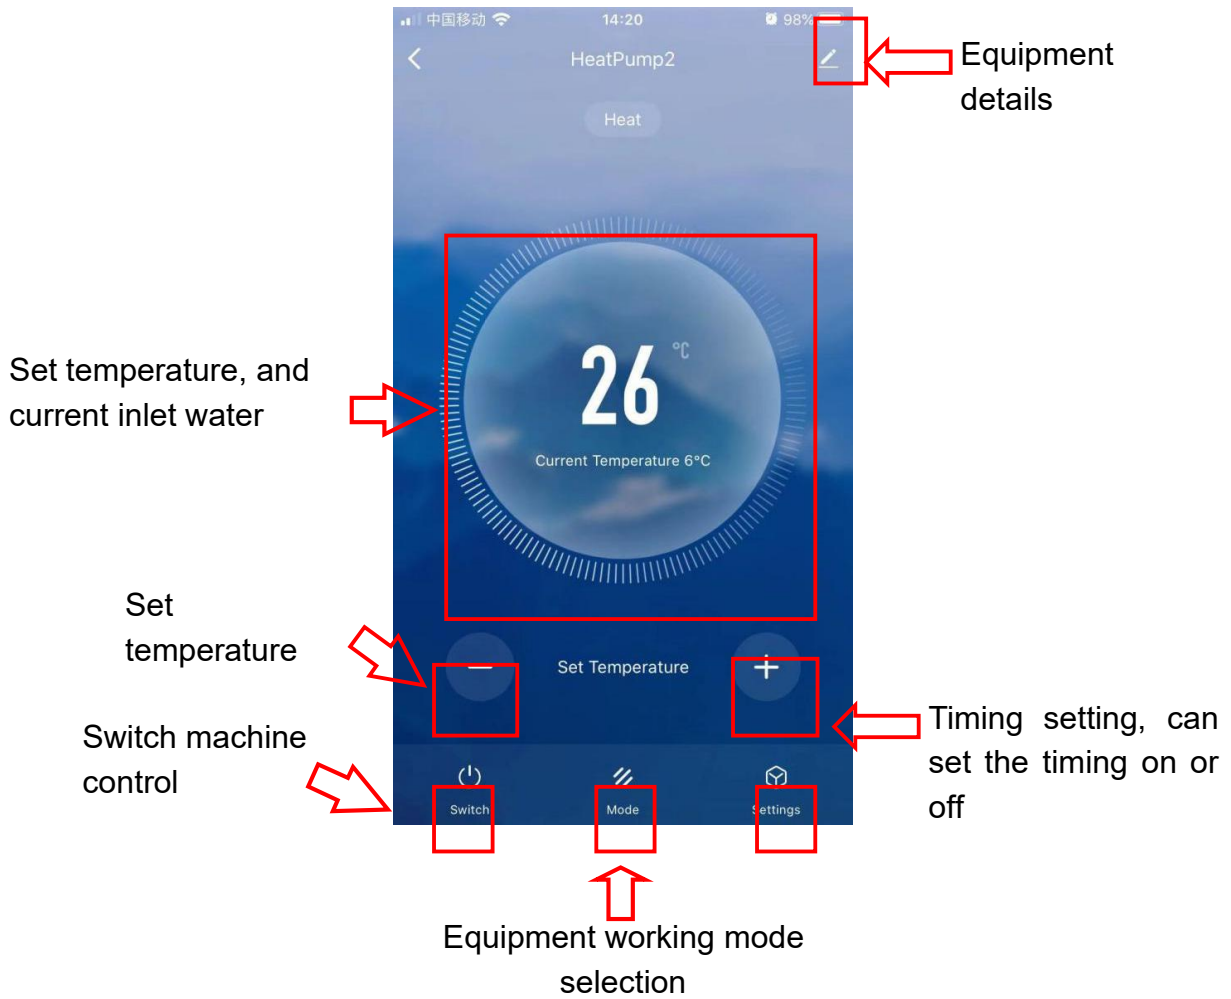 中国移动 14:20 98%
HeatPump2
Equipment
details
Heat
26 °C
Current Temperature 6°C
Set temperature, and
current inlet water
Set
temperature
Set Temperature
Switch machine
control
Timing setting, can
set the timing on or
off
Switch
Mode
Settings
Equipment working mode
selection